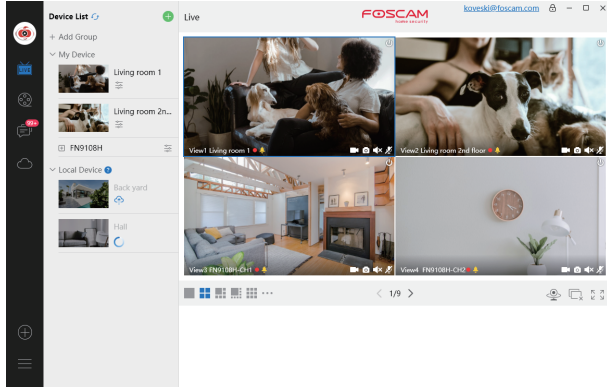 Device List
Live
FOSCAM
home security
koveski@foscam.com
+ Add Group
My Device
LIVE
Living room 1
Living room 2n...
99+
FN9108H
Local Device ?
Back yard
Hall
View1 Living room 1
View2 Living room 2nd floor
View3 FN9108H-CH1
View4 FN9108H-CH2
1/9